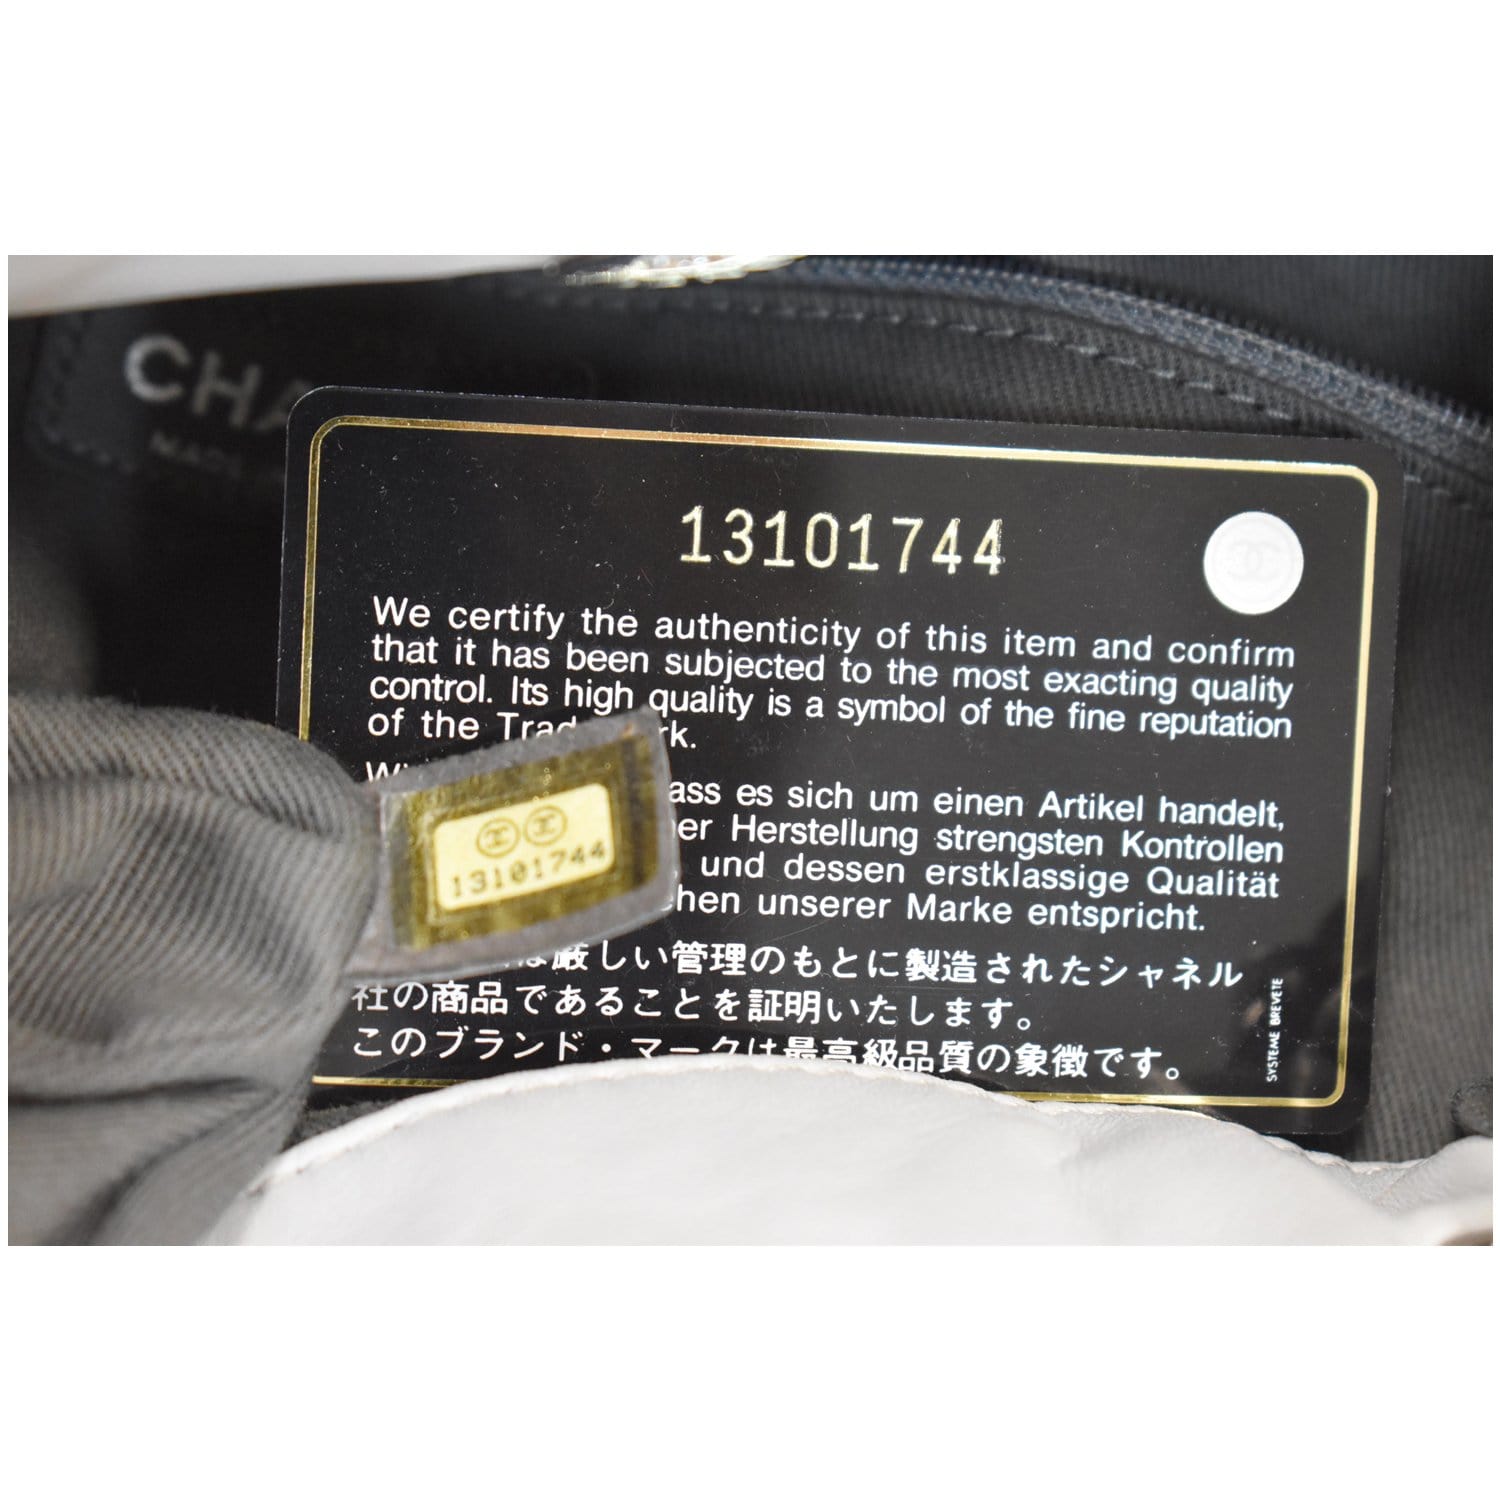 CHA
MADE
13101744
We certify the authenticity of this item and confirm
that it has been subjected to the most exacting quality
control. Its high quality is a symbol of the fine reputation
of the Trad rk.
ass es sich um einen Artikel handelt,
er Herstellung strengsten Kontrollen
und dessen erstklassige Qualität
chen unserer Marke entspricht.
は厳しい管理のもとに製造されたシャネル
社の商品であることを証明いたします。
このブランド・マークは最高級品質の象徴です。
SYSTEME BREVETE
13101744